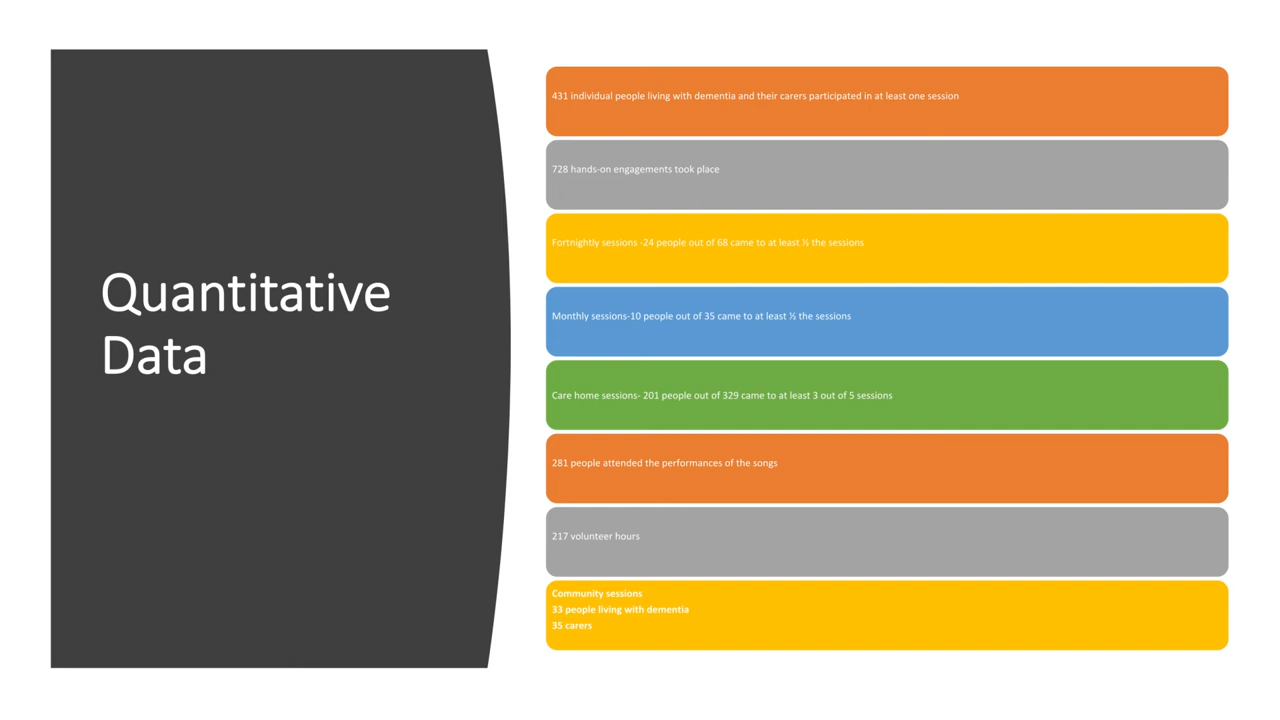 Quantitative
Data
431 individual people living with dementia and their carers participated in at least one session
728 hands-on engagements took place
Fortnightly sessions -24 people out of 68 came to at least ½ the sessions
Monthly sessions-10 people out of 35 came to at least ½ the sessions
Care home sessions- 201 people out of 329 came to at least 3 out of 5 sessions
281 people attended the performances of the songs
217 volunteer hours
Community sessions
33 people living with dementia
35 carers